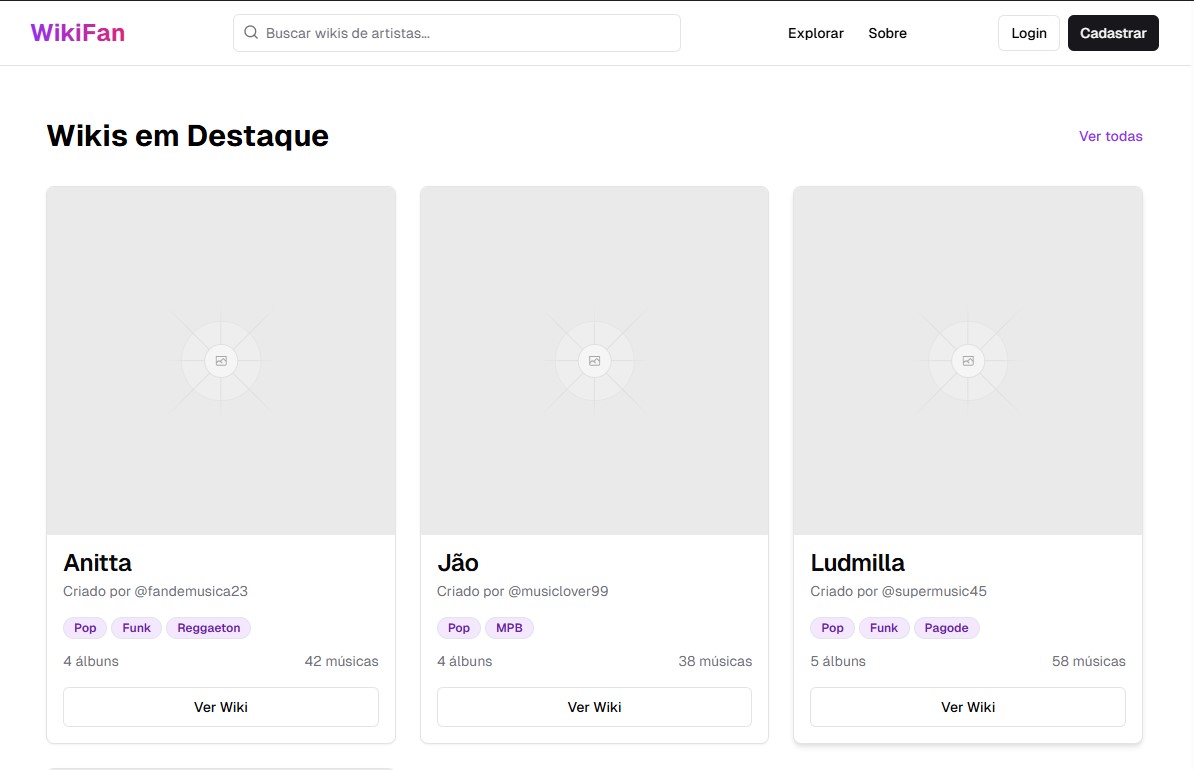 WikiFan
Buscar wikis de artistas...
Explorar
Sobre
Login
Cadastrar
Wikis em Destaque
Ver todas
Anitta
Criado por @fandemusica23
Pop Funk Reggaeton
4 álbuns 42 músicas
Ver Wiki
Jão
Criado por @musiclover99
Pop MPB
4 álbuns 38 músicas
Ver Wiki
Ludmilla
Criado por @supermusic45
Pop Funk Pagode
5 álbuns 58 músicas
Ver Wiki